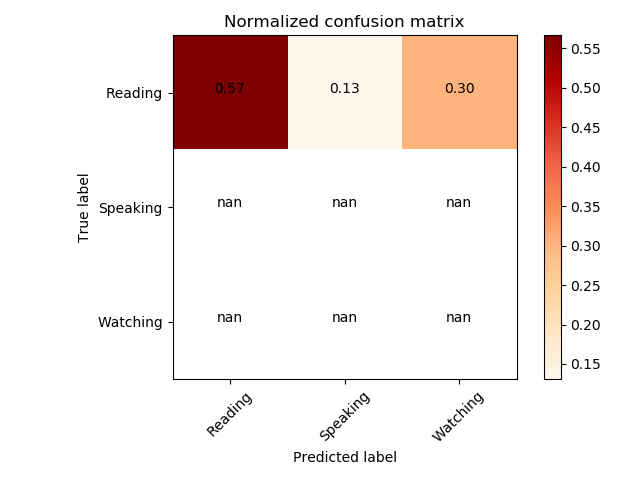 Normalized confusion matrix
True label
Reading 0.57 0.13 0.30
Speaking nan nan nan
Watching nan nan nan
Reading Speaking Watching
Predicted label
0.55
0.50
0.45
0.40
0.35
0.30
0.25
0.20
0.15